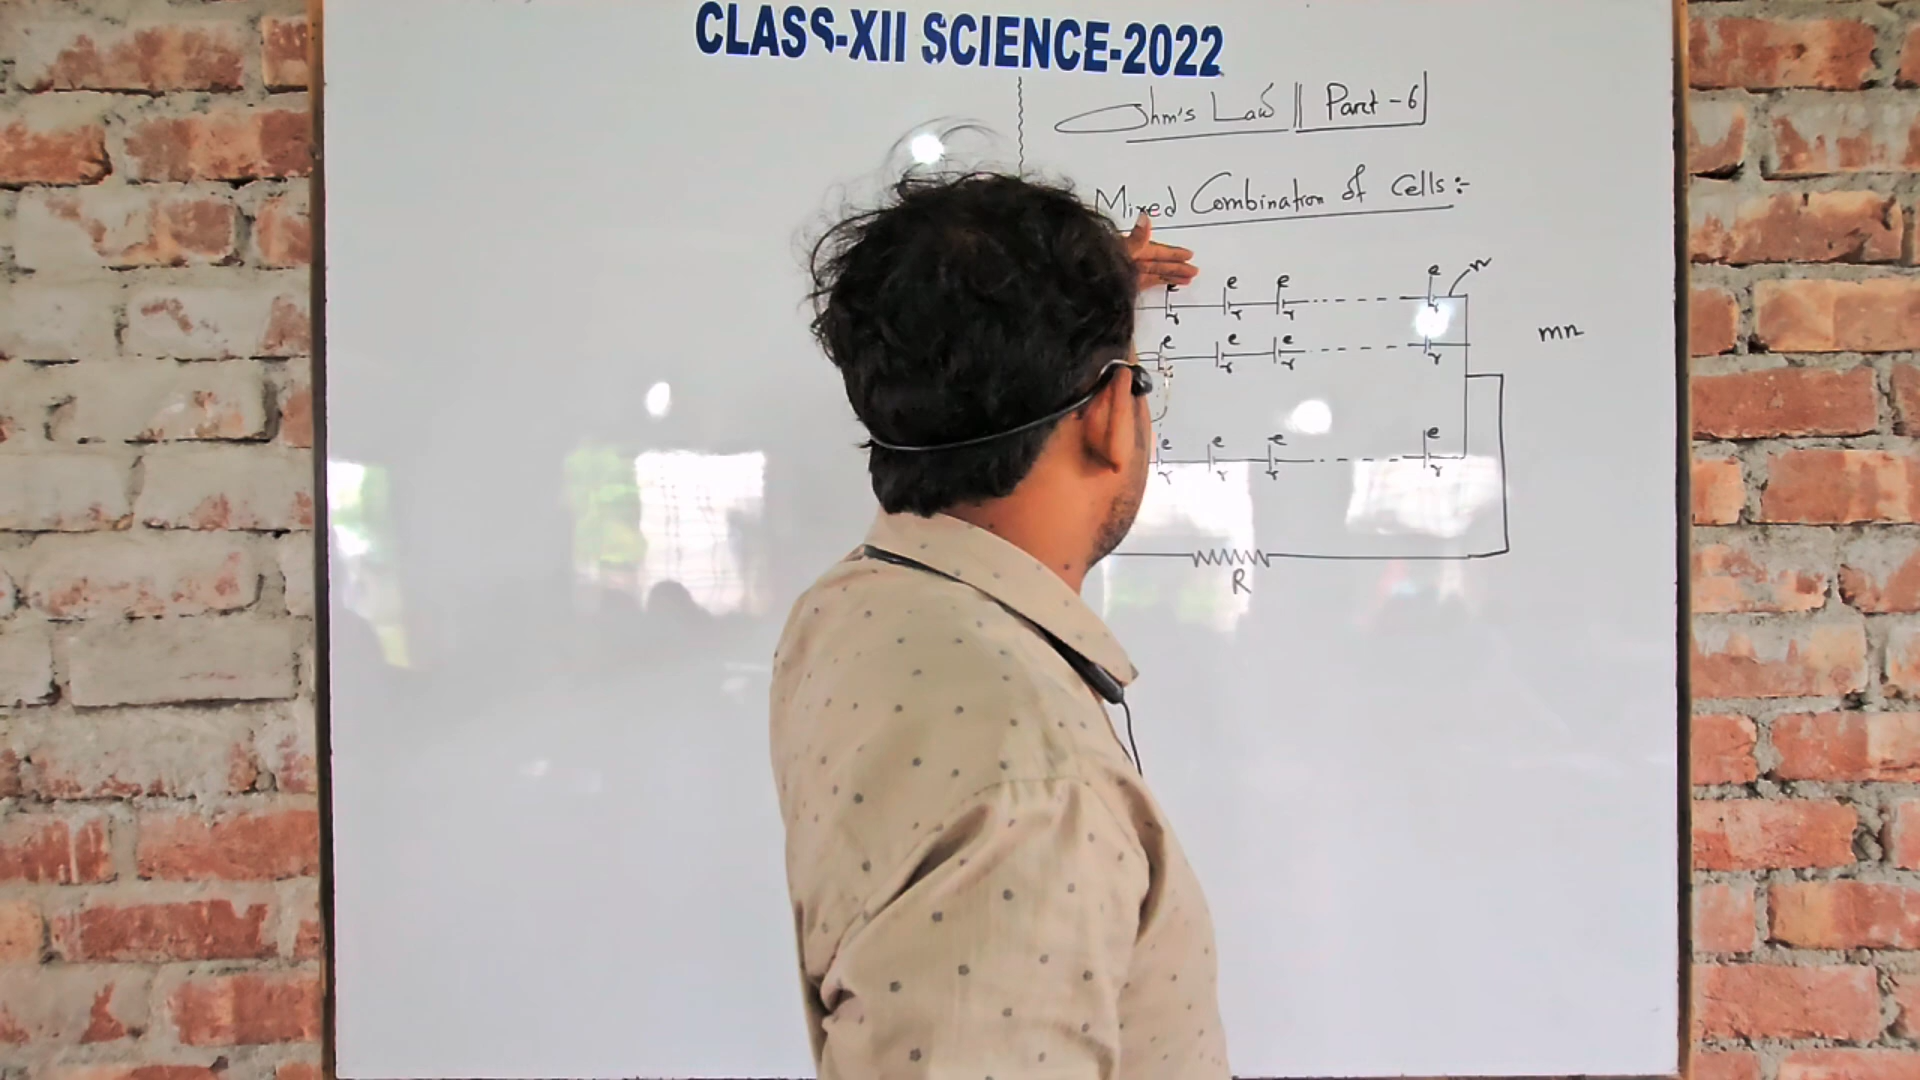 CLASS-XII SCIENCE-2022
Ohm's Law || Part - 6
Mixed Combination of Cells :-
e e e e n
r r r r
mn
e e e
r r r
e e e e
r r r r
R